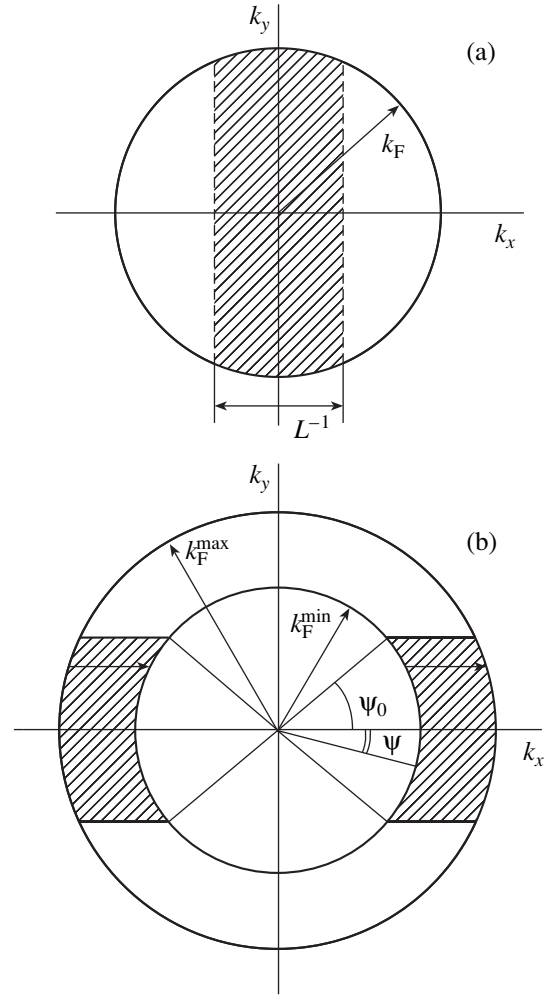 k_y
(a)
k_F
k_x
L^{-1}
k_y
(b)
k_F^{max}
k_F^{min}
ψ_0
ψ
k_x